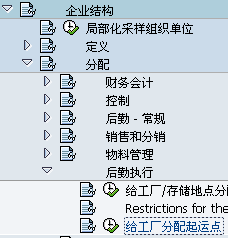 企业结构
局部化采样组织单位
定义
分配
财务会计
控制
后勤 - 常规
销售和分销
物料管理
后勤执行
给工厂/存储地点分
Restrictions for the
给工厂分配起运点